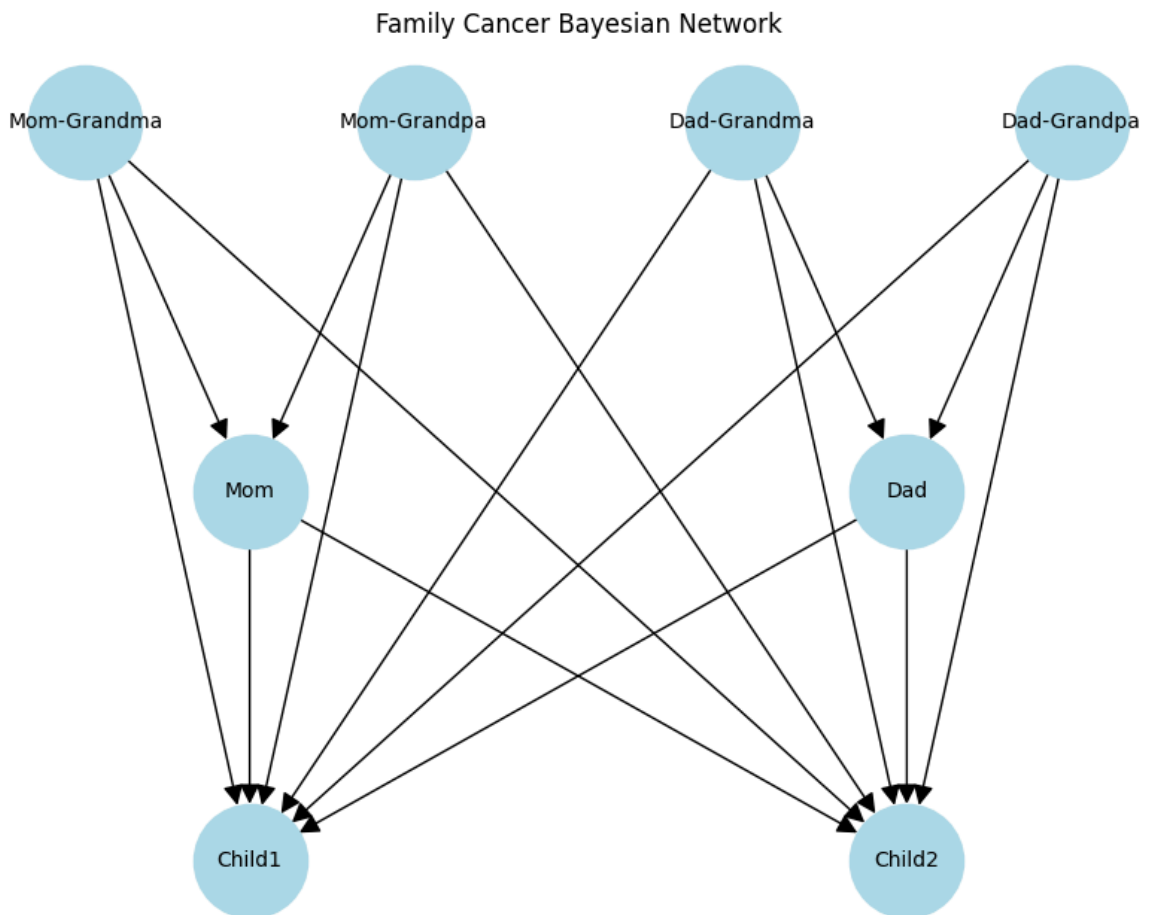 Family Cancer Bayesian Network
Mom-Grandma
Mom-Grandpa
Dad-Grandma
Dad-Grandpa
Mom
Dad
Child1
Child2